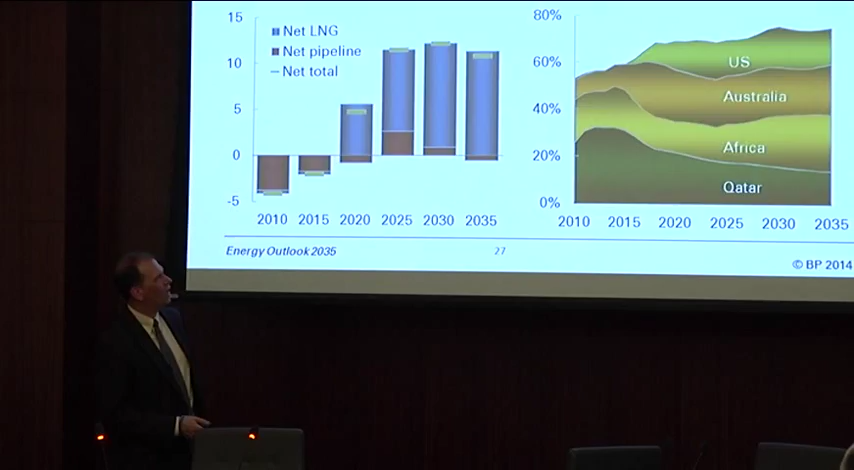 15
10
5
0
-5
Net LNG
Net pipeline
Net total
2010 2015 2020 2025 2030 2035
80%
60%
40%
20%
0%
US
Australia
Africa
Qatar
2010 2015 2020 2025 2030 2035
Energy Outlook 2035
27
© BP 2014